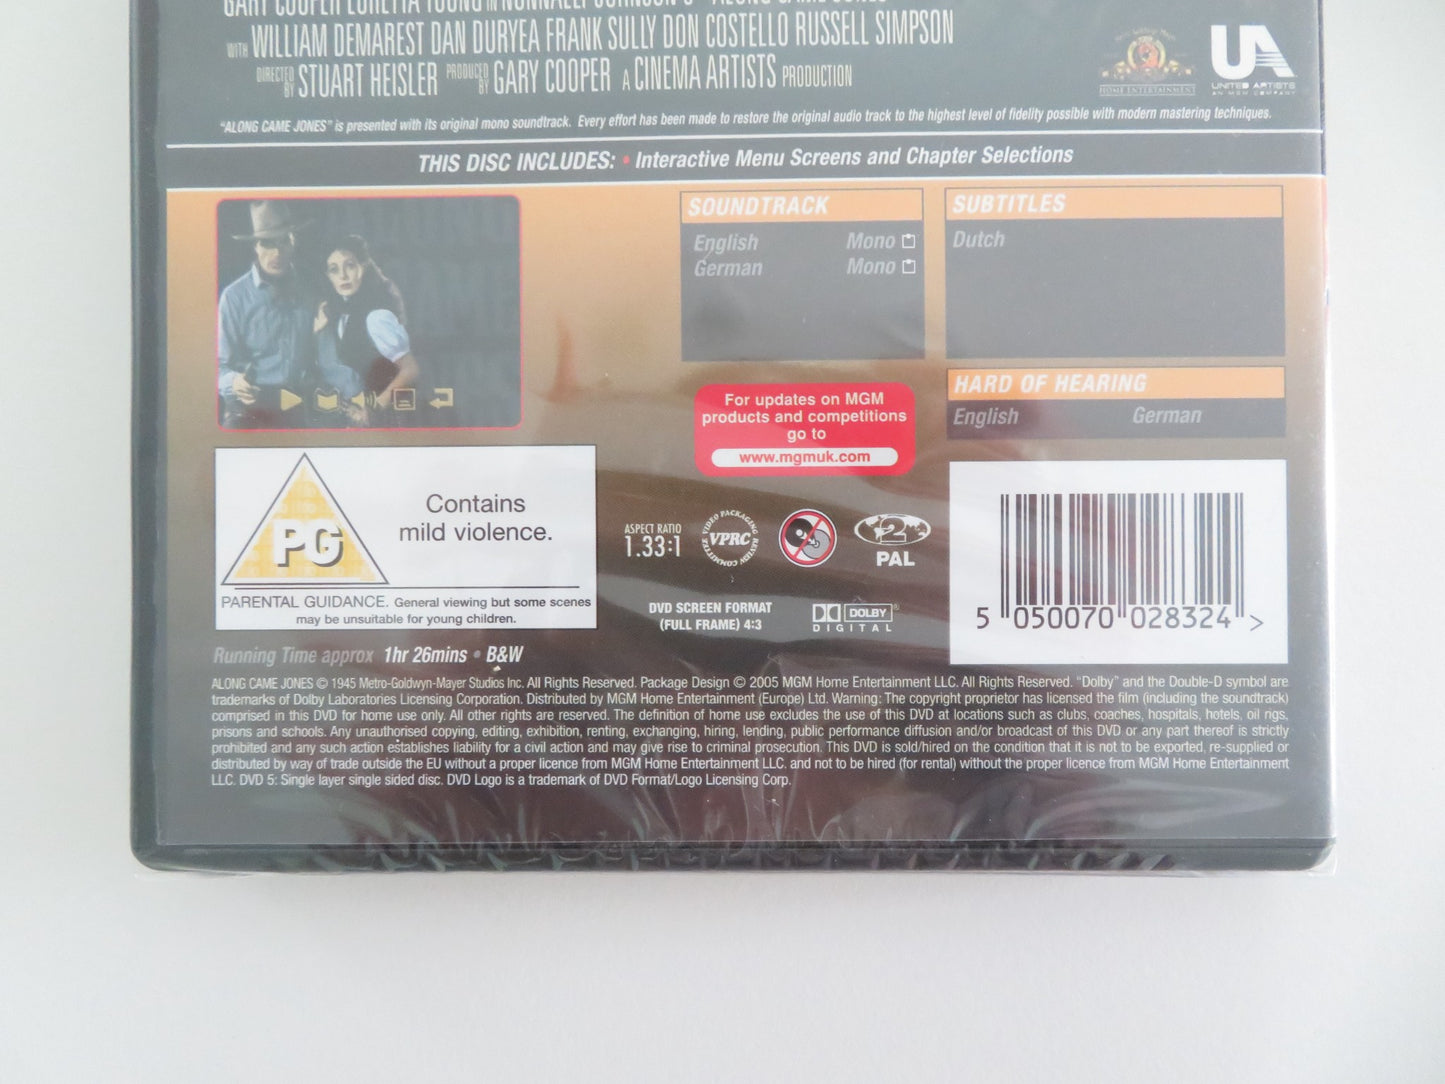 GARY COOPER LORETTA YOUNG IN NUNNALLY JOHNSON'S "ALONG CAME JONES"
WITH WILLIAM DEMAREST DAN DURYEA FRANK SULLY DON COSTELLO RUSSELL SIMPSON
DIRECTED BY STUART HEISLER PRODUCED BY GARY COOPER A CINEMA ARTISTS PRODUCTION
HOME ENTERTAINMENT
UA
UNITED ARTISTS
AN MGM COMPANY
"ALONG CAME JONES" is presented with its original mono soundtrack. Every effort has been made to restore the original audio track to the highest level of fidelity possible with modern mastering techniques.
THIS DISC INCLUDES: • Interactive Menu Screens and Chapter Selections
SOUNDTRACK
English Mono
German Mono
SUBTITLES
Dutch
HARD OF HEARING
English German
For updates on MGM
products and competitions
go to
www.mgmuk.com
PG
Contains
mild violence.
PARENTAL GUIDANCE. General viewing but some scenes
may be unsuitable for young children.
ASPECT RATIO
1.33:1
VIDEO PACKAGING REVIEW COMMITTEE
VPRC
2
PAL
DVD SCREEN FORMAT
(FULL FRAME) 4:3
DOLBY
DIGITAL
5 050070 028324 >
Running Time approx 1hr 26mins • B&W
ALONG CAME JONES © 1945 Metro-Goldwyn-Mayer Studios Inc. All Rights Reserved. Package Design © 2005 MGM Home Entertainment LLC. All Rights Reserved. "Dolby" and the Double-D symbol are
trademarks of Dolby Laboratories Licensing Corporation. Distributed by MGM Home Entertainment (Europe) Ltd. Warning: The copyright proprietor has licensed the film (including the soundtrack)
comprised in this DVD for home use only. All other rights are reserved. The definition of home use excludes the use of this DVD at locations such as clubs, coaches, hospitals, hotels, oil rigs,
prisons and schools. Any unauthorised copying, editing, exhibition, renting, exchanging, hiring, lending, public performance diffusion and/or broadcast of this DVD or any part thereof is strictly
prohibited and any such action establishes liability for a civil action and may give rise to criminal prosecution. This DVD is sold/hired on the condition that it is not to be exported, re-supplied or
distributed by way of trade outside the EU without a proper licence from MGM Home Entertainment LLC. and not to be hired (for rental) without the proper licence from MGM Home Entertainment
LLC. DVD 5: Single layer single sided disc. DVD Logo is a trademark of DVD Format/Logo Licensing Corp.